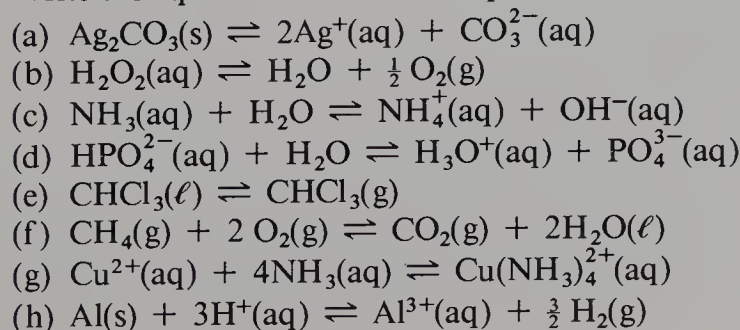 (a) Ag₂CO₃(s) ⇌ 2Ag⁺(aq) + CO₃²⁻(aq)
(b) H₂O₂(aq) ⇌ H₂O + ½ O₂(g)
(c) NH₃(aq) + H₂O ⇌ NH₄⁺(aq) + OH⁻(aq)
(d) HPO₄²⁻(aq) + H₂O ⇌ H₃O⁺(aq) + PO₄³⁻(aq)
(e) CHCl₃(ℓ) ⇌ CHCl₃(g)
(f) CH₄(g) + 2 O₂(g) ⇌ CO₂(g) + 2H₂O(ℓ)
(g) Cu²⁺(aq) + 4NH₃(aq) ⇌ Cu(NH₃)₄²⁺(aq)
(h) Al(s) + 3H⁺(aq) ⇌ Al³⁺(aq) + 3/2 H₂(g)